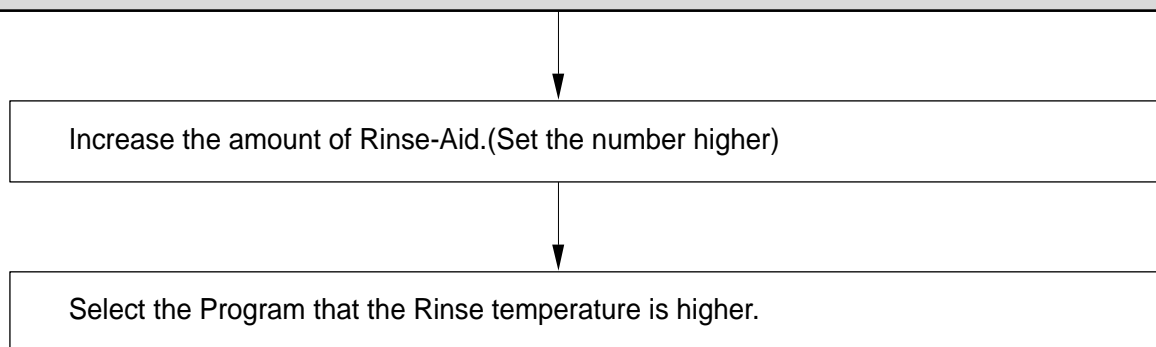 Increase the amount of Rinse-Aid.(Set the number higher)
Select the Program that the Rinse temperature is higher.